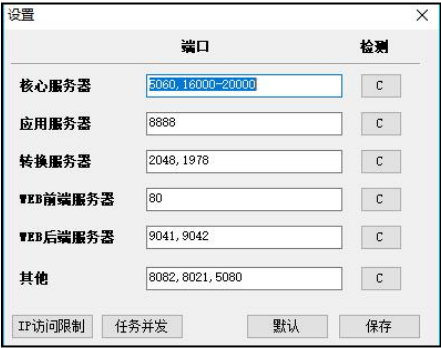 设置
端口 检测
核心服务器 5060,16000-20000 C
应用服务器 8888 C
转换服务器 2048,1978 C
WEB前端服务器 80 C
WEB后端服务器 9041,9042 C
其他 8082,8021,5080 C
IP访问限制 任务并发 默认 保存